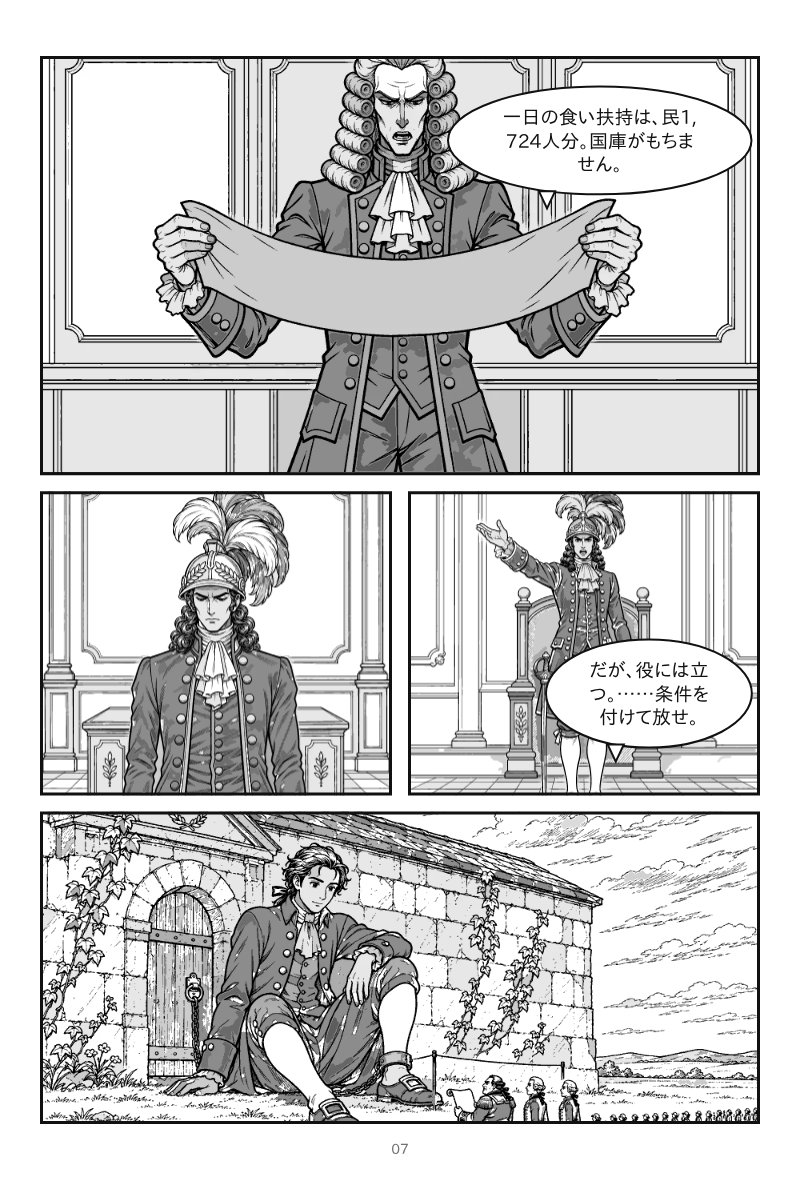 一日の食い扶持は、民1,
724人分。国庫がもちま
せん。
だが、役には立
つ。……条件を
付けて放せ。
07